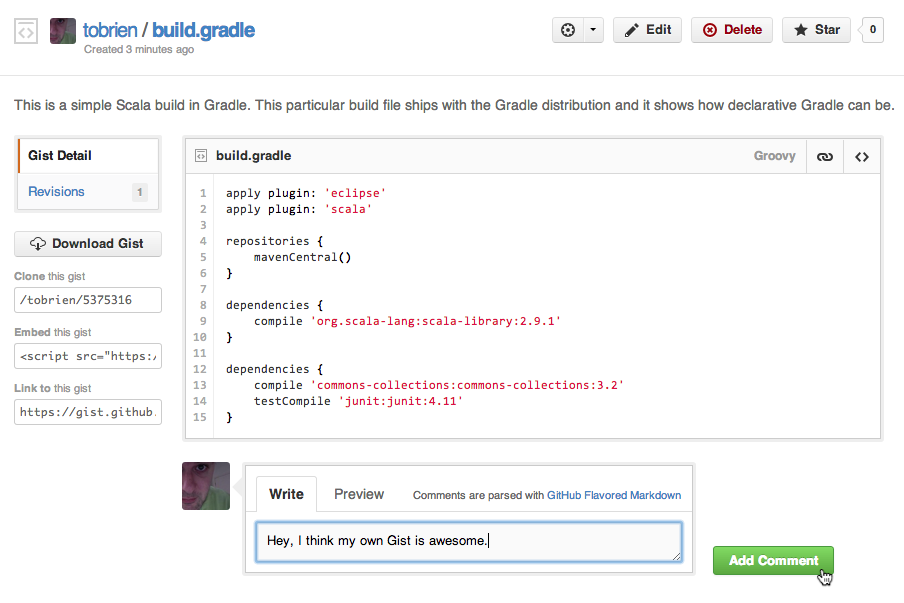 tobrien / build.gradle
Created 3 minutes ago
Edit
Delete
Star
0
This is a simple Scala build in Gradle. This particular build file ships with the Gradle distribution and it shows how declarative Gradle can be.
Gist Detail
Revisions 1
Download Gist
Clone this gist
/tobrien/5375316
Embed this gist
<script src="https:/
Link to this gist
https://gist.github.
build.gradle
Groovy
1 apply plugin: 'eclipse'
2 apply plugin: 'scala'
3
4 repositories {
5     mavenCentral()
6 }
7
8 dependencies {
9     compile 'org.scala-lang:scala-library:2.9.1'
10 }
11
12 dependencies {
13     compile 'commons-collections:commons-collections:3.2'
14     testCompile 'junit:junit:4.11'
15 }
Write
Preview
Comments are parsed with GitHub Flavored Markdown
Hey, I think my own Gist is awesome.
Add Comment